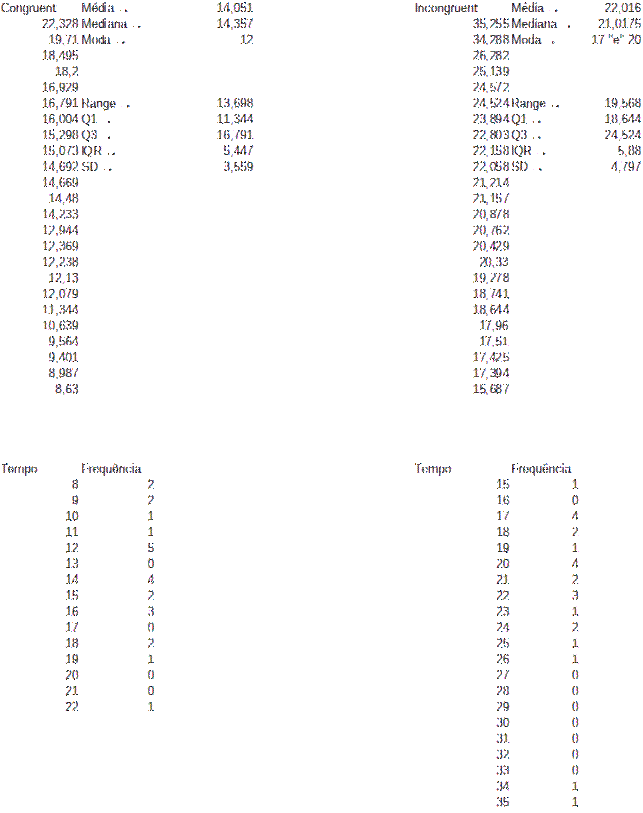 Congruent Média .. 14,051 Incongruent Média .. 22,016
22,328 Mediana .. 14,357 35,255 Mediana .. 21,0175
19,71 Moda .. 12 34,288 Moda .. 17 "e" 20
18,495 26,282
18,2 25,139
16,929 24,572
16,791 Range .. 13,698 24,524 Range .. 19,568
16,004 Q1 .. 11,344 23,894 Q1 .. 18,644
15,298 Q3 .. 16,791 22,803 Q3 .. 24,524
15,073 IQR .. 5,447 22,158 IQR .. 5,88
14,692 SD .. 3,559 22,058 SD .. 4,797
14,669 21,214
14,48 21,157
14,233 20,878
12,944 20,762
12,369 20,429
12,238 20,33
12,13 19,278
12,079 18,741
11,344 18,644
10,639 17,96
9,564 17,51
9,401 17,425
8,987 17,394
8,63 15,687
Tempo Frequência Tempo Frequência
8 2 15 1
9 2 16 0
10 1 17 4
11 1 18 2
12 5 19 1
13 0 20 4
14 4 21 2
15 2 22 3
16 3 23 1
17 0 24 2
18 2 25 1
19 1 26 1
20 0 27 0
21 0 28 0
22 1 29 0
30 0
31 0
32 0
33 0
34 1
35 1